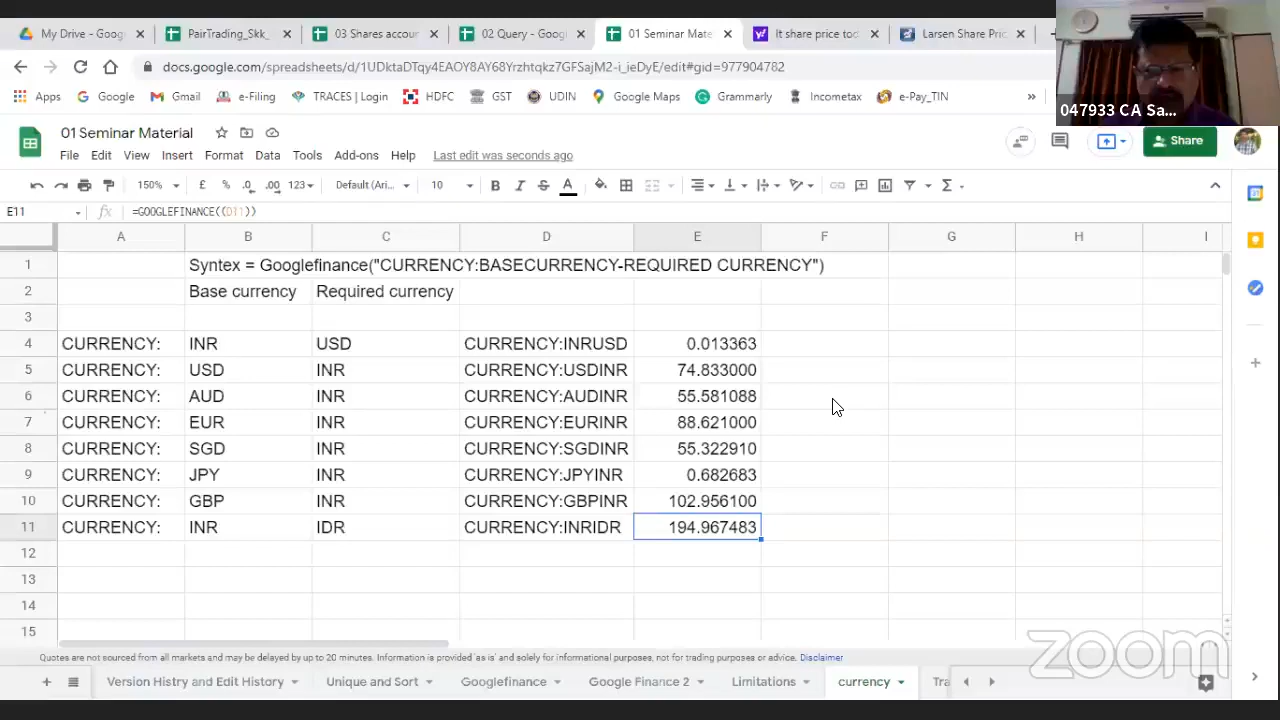 My Drive - Goog
PairTrading_Skk_
03 Shares accour
02 Query - Googl
01 Seminar Mate
It share price tod
Larsen Share Pric
docs.google.com/spreadsheets/d/1UDktaDTqy4EAOY8AY68Yrzhtqkz7GFSajM2-i_ieDyE/edit#gid=977904782
Apps Google Gmail e-Filing TRACES | Login HDFC GST UDIN Google Maps Grammarly Incometax e-Pay_TIN
047933 CA Sa...
01 Seminar Material
File Edit View Insert Format Data Tools Add-ons Help Last edit was seconds ago
Share
150% £ % .0 .00 123 Default (Ari... 10 B I S A
E11 fx =GOOGLEFINANCE((D11))
A B C D E F G H I
1 Syntex = Googlefinance("CURRENCY:BASECURRENCY-REQUIRED CURRENCY")
2 Base currency Required currency
3
4 CURRENCY: INR USD CURRENCY:INRUSD 0.013363
5 CURRENCY: USD INR CURRENCY:USDINR 74.833000
6 CURRENCY: AUD INR CURRENCY:AUDINR 55.581088
7 CURRENCY: EUR INR CURRENCY:EURINR 88.621000
8 CURRENCY: SGD INR CURRENCY:SGDINR 55.322910
9 CURRENCY: JPY INR CURRENCY:JPYINR 0.682683
10 CURRENCY: GBP INR CURRENCY:GBPINR 102.956100
11 CURRENCY: INR IDR CURRENCY:INRIDR 194.967483
12
13
14
15
zoom
Quotes are not sourced from all markets and may be delayed by up to 20 minutes. Information is provided 'as is' and solely for informational purposes, not for trading purposes or advice. Disclaimer
Version Histry and Edit History Unique and Sort Googlefinance Google Finance 2 Limitations currency Tra